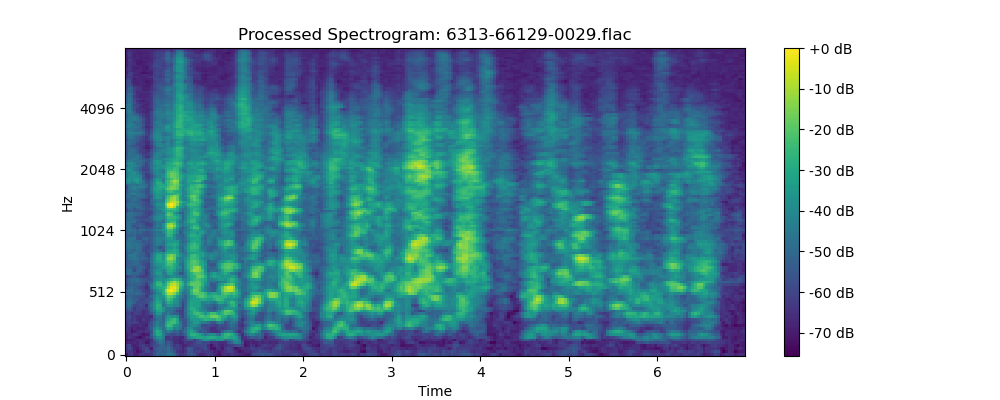 Processed Spectrogram: 6313-66129-0029.flac
Hz
4096
2048
1024
512
0
0 1 2 3 4 5 6
Time
+0 dB
-10 dB
-20 dB
-30 dB
-40 dB
-50 dB
-60 dB
-70 dB